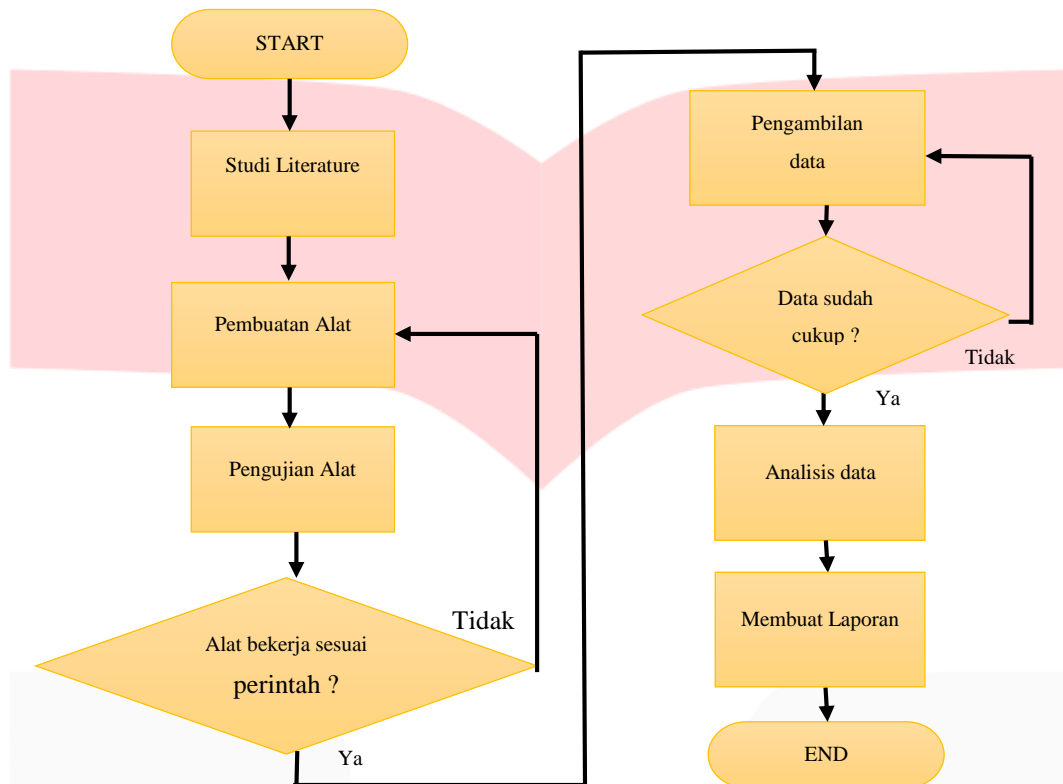 START
Studi Literature
Pembuatan Alat
Pengujian Alat
Alat bekerja sesuai
perintah ?
Tidak
Ya
Pengambilan
data
Data sudah
cukup ?
Tidak
Ya
Analisis data
Membuat Laporan
END